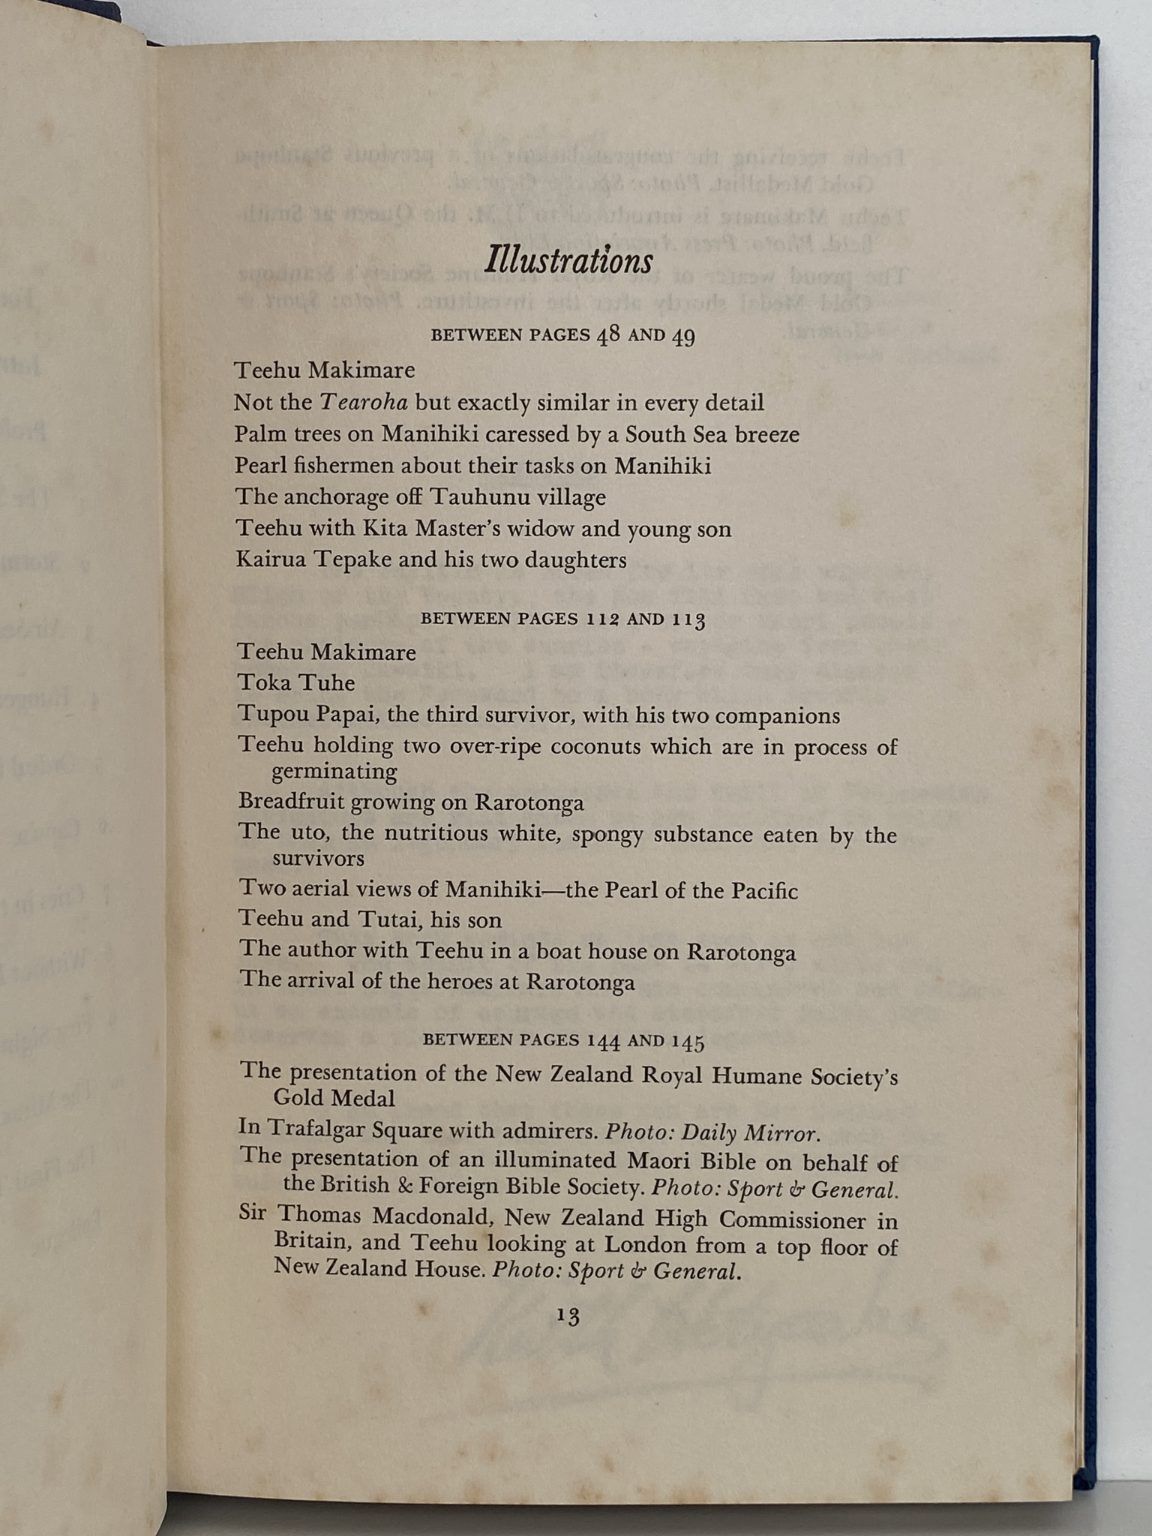 Illustrations
BETWEEN PAGES 48 AND 49
Teehu Makimare
Not the Tearoha but exactly similar in every detail
Palm trees on Manihiki caressed by a South Sea breeze
Pearl fishermen about their tasks on Manihiki
The anchorage off Tauhunu village
Teehu with Kita Master's widow and young son
Kairua Tepake and his two daughters
BETWEEN PAGES 112 AND 113
Teehu Makimare
Toka Tuhe
Tupou Papai, the third survivor, with his two companions
Teehu holding two over-ripe coconuts which are in process of
germinating
Breadfruit growing on Rarotonga
The uto, the nutritious white, spongy substance eaten by the
survivors
Two aerial views of Manihiki—the Pearl of the Pacific
Teehu and Tutai, his son
The author with Teehu in a boat house on Rarotonga
The arrival of the heroes at Rarotonga
BETWEEN PAGES 144 AND 145
The presentation of the New Zealand Royal Humane Society's
Gold Medal
In Trafalgar Square with admirers. Photo: Daily Mirror.
The presentation of an illuminated Maori Bible on behalf of
the British & Foreign Bible Society. Photo: Sport & General.
Sir Thomas Macdonald, New Zealand High Commissioner in
Britain, and Teehu looking at London from a top floor of
New Zealand House. Photo: Sport & General.
13